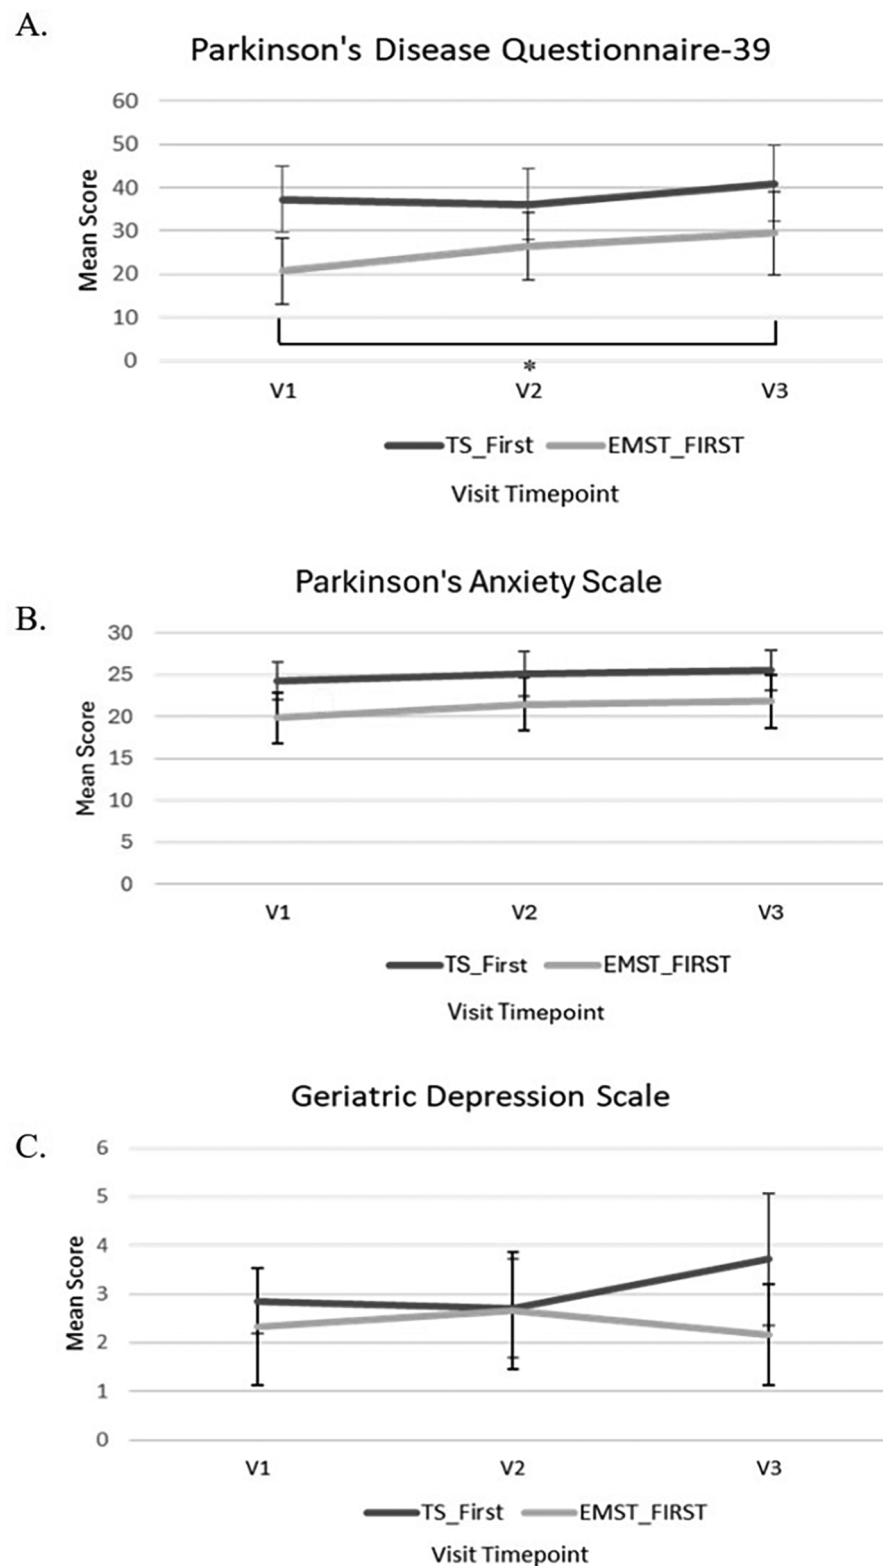 A.
Parkinson's Disease Questionnaire-39
60
50
40
30
20
10
0
Mean Score
*
V1 V2 V3
TS_First EMST_FIRST
Visit Timepoint
B.
Parkinson's Anxiety Scale
30
25
20
15
10
5
0
Mean Score
V1 V2 V3
TS_First EMST_FIRST
Visit Timepoint
C.
Geriatric Depression Scale
6
5
4
3
2
1
0
Mean Score
V1 V2 V3
TS_First EMST_FIRST
Visit Timepoint